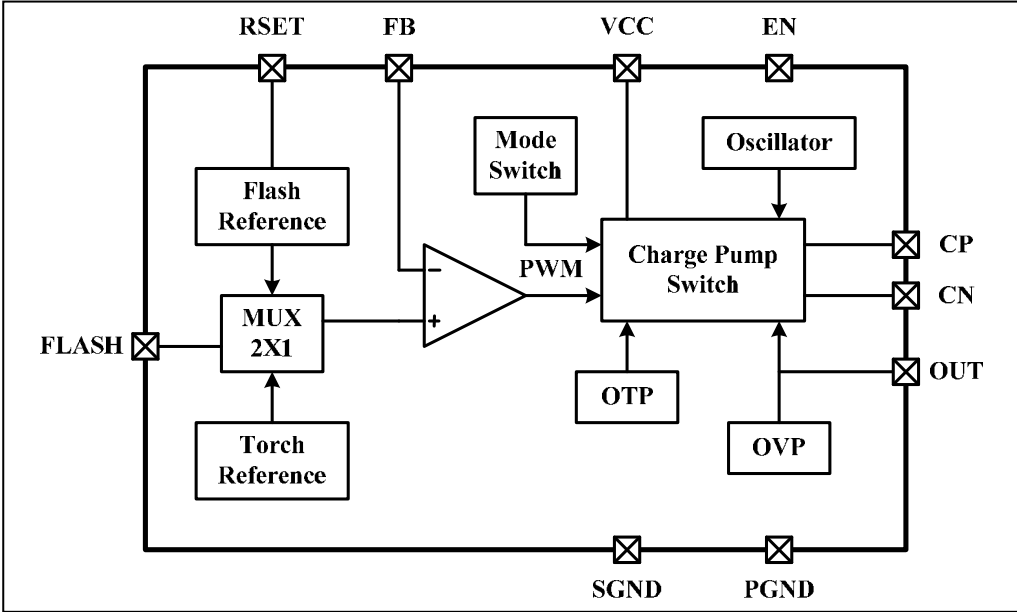 RSET
FB
VCC
EN
Mode
Switch
Oscillator
Flash
Reference
Charge Pump
Switch
CP
PWM
CN
MUX
2X1
−
+
FLASH
OUT
OTP
Torch
Reference
OVP
SGND
PGND